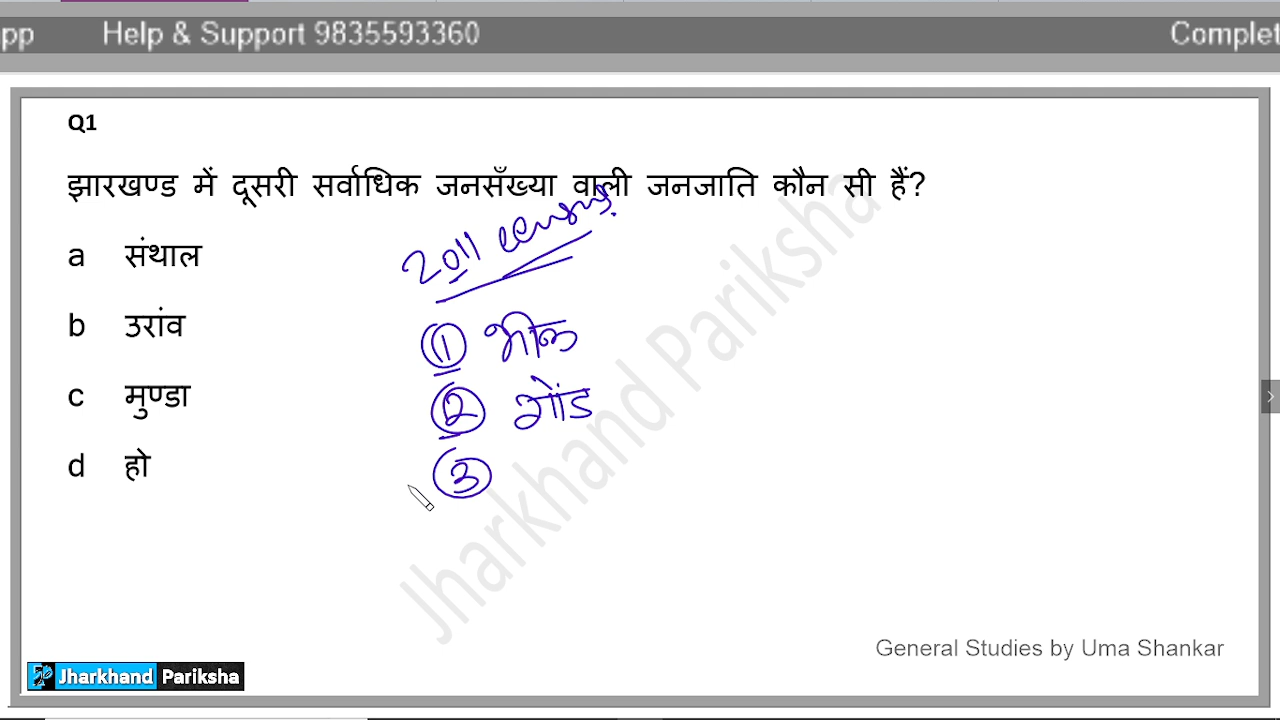 pp Help & Support 9835593360 Complet
Q1
झारखण्ड में दूसरी सर्वाधिक जनसँख्या वाली जनजाति कौन सी हैं?
2011 census
a संथाल
b उरांव
① भील
c मुण्डा
② गोंड
d हो
③
Jharkhand Pariksha
General Studies by Uma Shankar
JP Jharkhand Pariksha